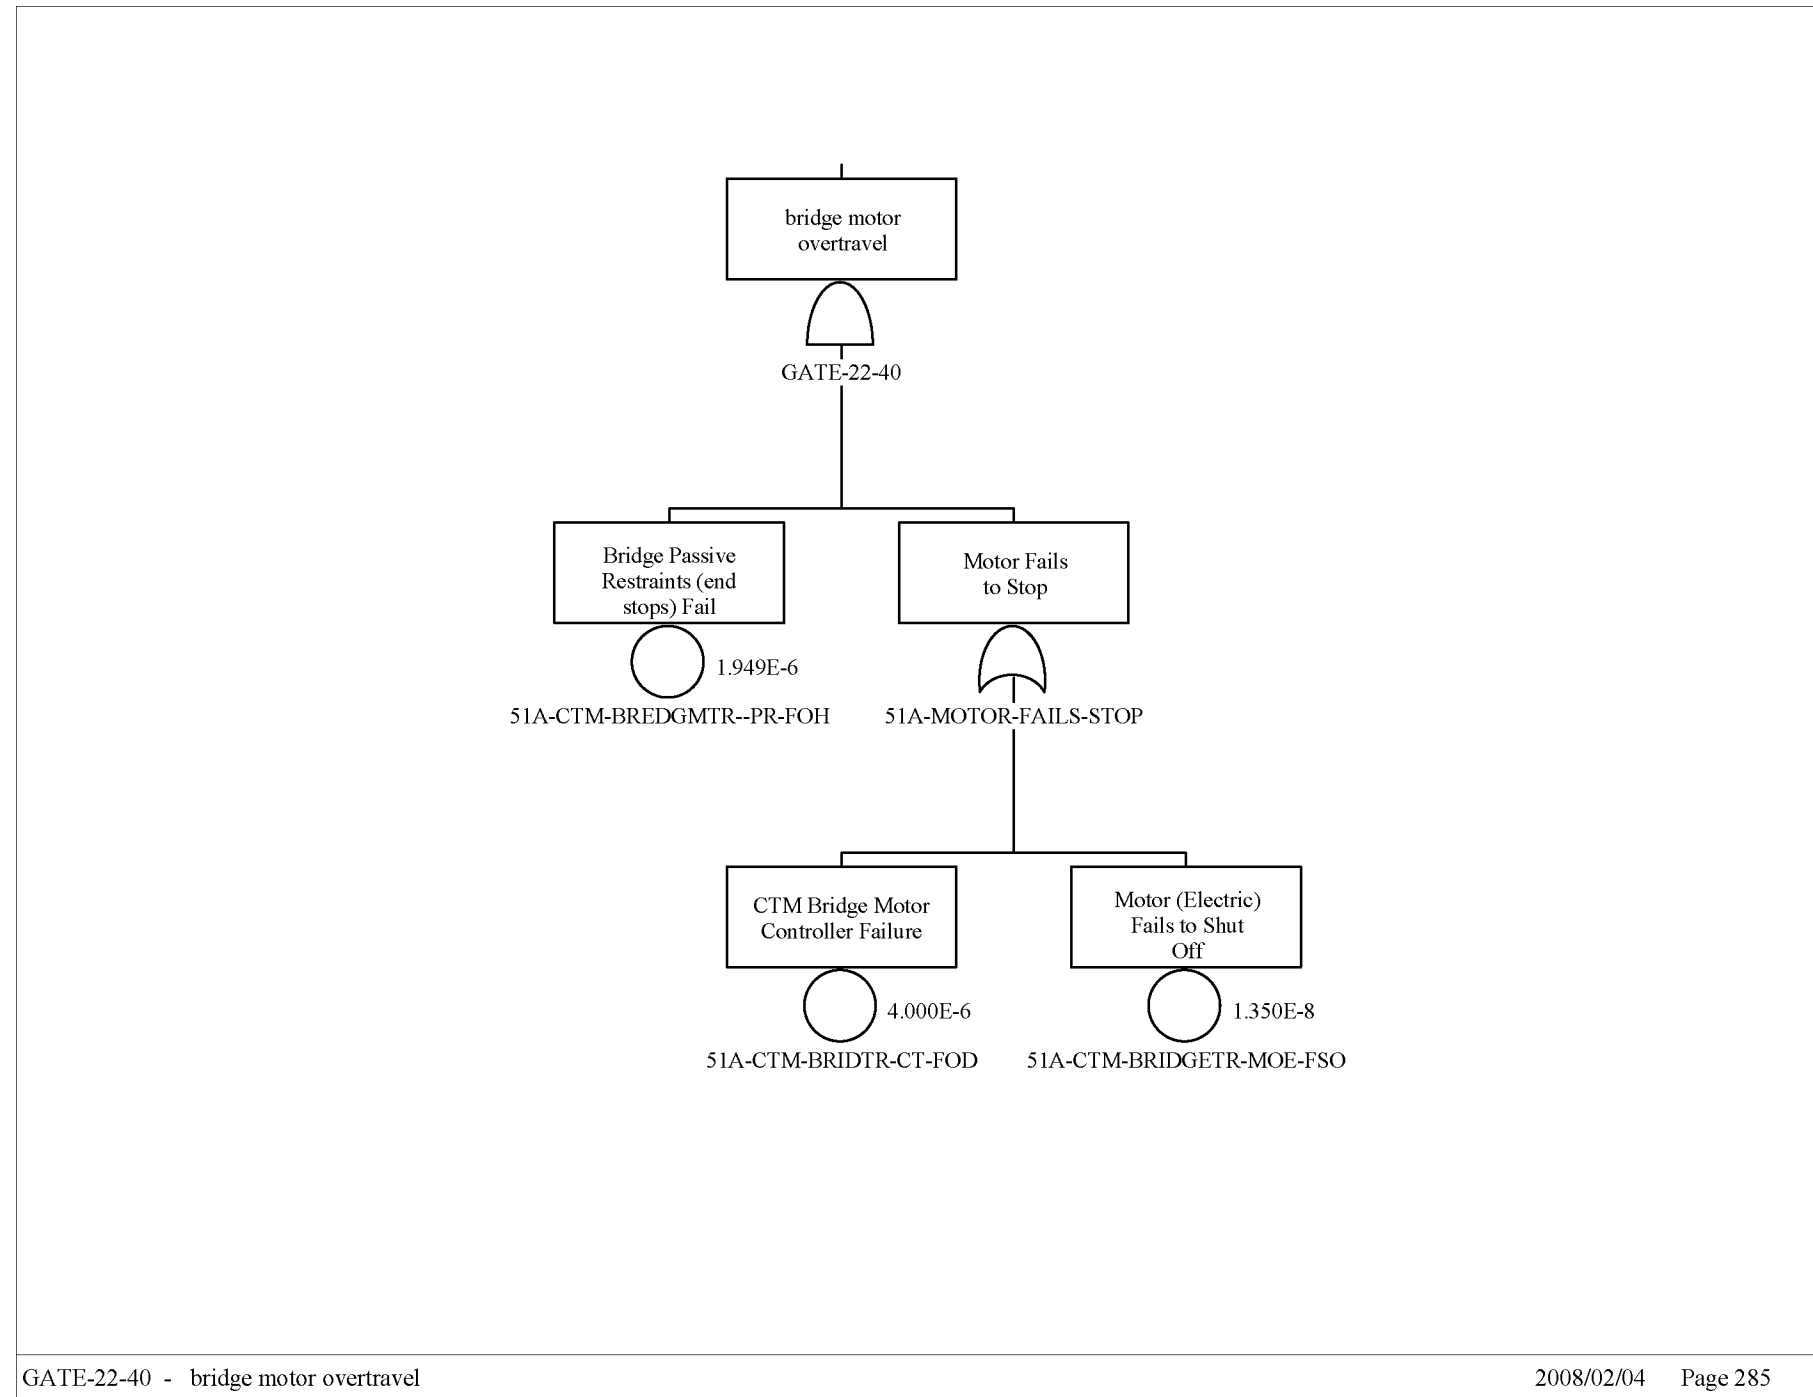 bridge motor
overtravel
GATE-22-40
Bridge Passive
Restraints (end
stops) Fail
1.949E-6
51A-CTM-BREDGMTR--PR-FOH
Motor Fails
to Stop
51A-MOTOR-FAILS-STOP
CTM Bridge Motor
Controller Failure
4.000E-6
51A-CTM-BRIDTR-CT-FOD
Motor (Electric)
Fails to Shut
Off
1.350E-8
51A-CTM-BRIDGETR-MOE-FSO
GATE-22-40 - bridge motor overtravel
2008/02/04 Page 285